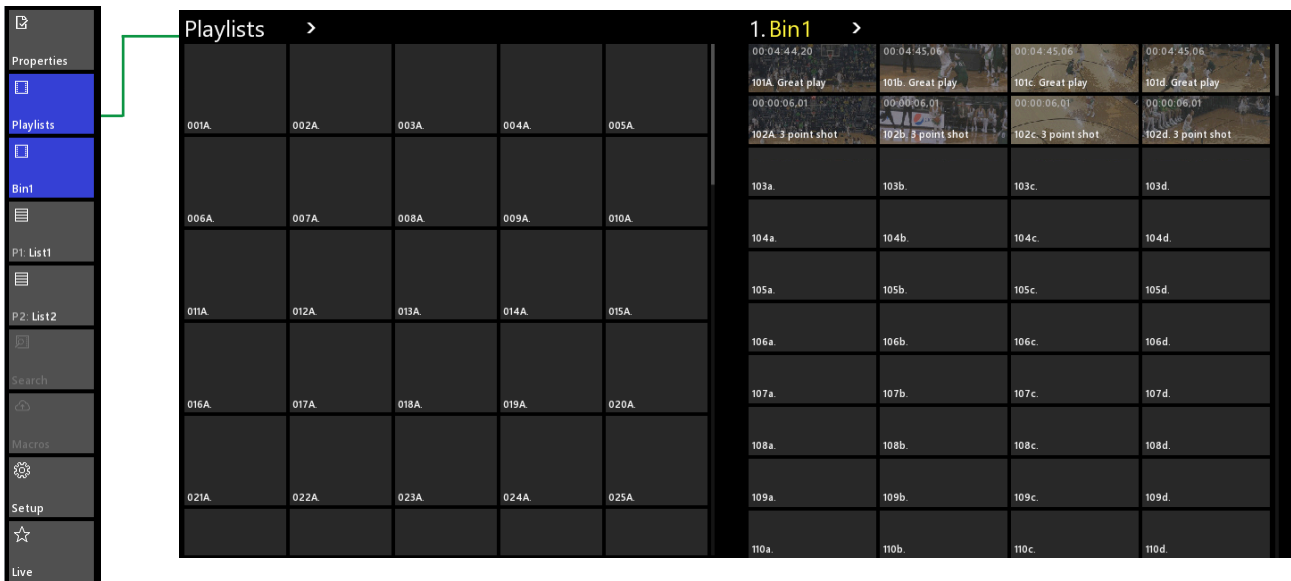 Properties
Playlists
Bin1
P1: List1
P2: List2
Search
Macros
Setup
Live
Playlists >
001A. 002A. 003A. 004A. 005A.
006A. 007A. 008A. 009A. 010A.
011A. 012A. 013A. 014A. 015A.
016A. 017A. 018A. 019A. 020A.
021A. 022A. 023A. 024A. 025A.
1. Bin1 >
00:04:44,20 00:04:45,06 00:04:45,06 00:04:45,06
101A. Great play 101b. Great play 101c. Great play 101d. Great play
00:00:06,01 00:00:06,01 00:00:06,01 00:00:06,01
102A. 3 point shot 102b. 3 point shot 102c. 3 point shot 102d. 3 point shot
103a. 103b. 103c. 103d.
104a. 104b. 104c. 104d.
105a. 105b. 105c. 105d.
106a. 106b. 106c. 106d.
107a. 107b. 107c. 107d.
108a. 108b. 108c. 108d.
109a. 109b. 109c. 109d.
110a. 110b. 110c. 110d.